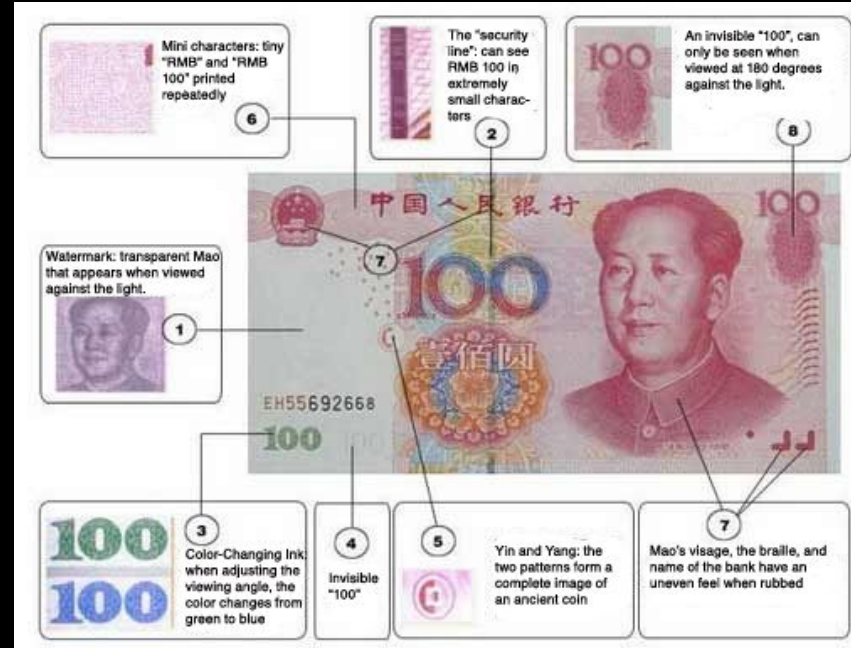 Mini characters: tiny
"RMB" and "RMB
100" printed
repeatedly
6
The "security
line": can see
RMB 100 in
extremely
small charac-
ters
2
100
An invisible "100", can
only be seen when
viewed at 180 degrees
against the light.
8
中国人民银行
100
7
100
Watermark: transparent Mao
that appears when viewed
against the light.
1
壹佰圆
EH55692668
100
100
100
100
3
Color-Changing Ink:
when adjusting the
viewing angle, the
color changes from
green to blue
4
Invisible
"100"
5
Yin and Yang: the
two patterns form a
complete image of
an ancient coin
7
Mao's visage, the braille, and
name of the bank have an
uneven feel when rubbed